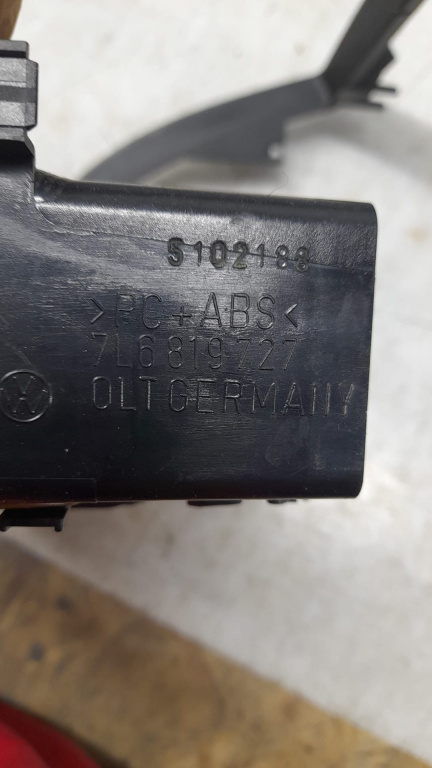 5102188
>PC+ABS<
7L6 819 727
OLT GERMANY